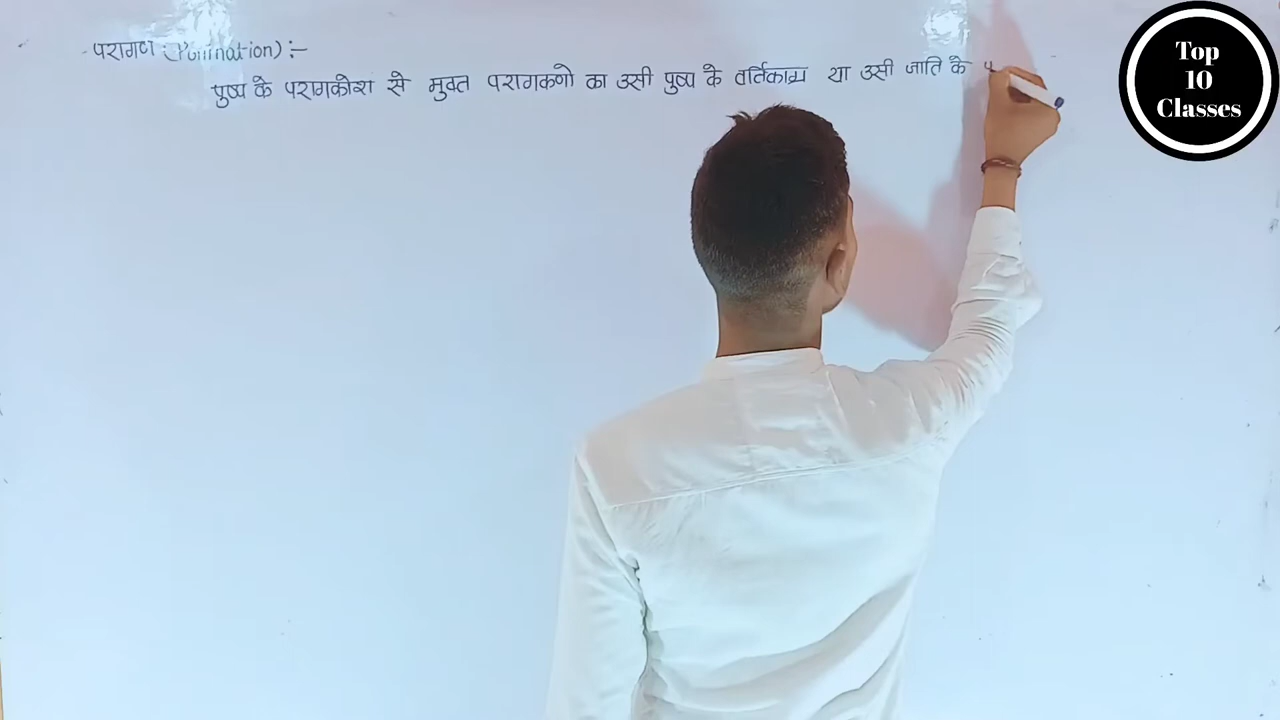 परागण (Pollination) :-
पुष्प के परागकोश से मुक्त परागकणो का उसी पुष्प के वर्तिकाग्र या उसी जाति के
Top
10
Classes